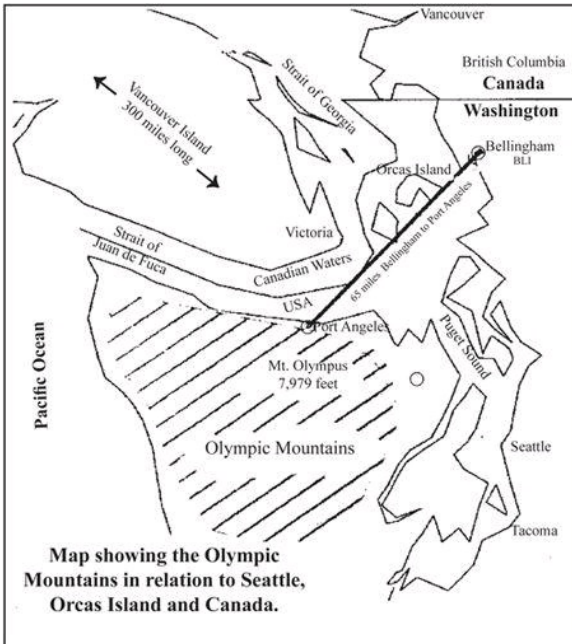 Vancouver
British Columbia
Canada
Washington
Strait of Georgia
Vancouver Island
300 miles long
Bellingham
BLI
Orcas Island
65 miles Bellingham to Port Angeles
Victoria
Strait of
Juan de Fuca
Canadian Waters
USA
Port Angeles
Puget Sound
Mt. Olympus
7,979 feet
Pacific Ocean
Olympic Mountains
Seattle
Tacoma
Map showing the Olympic
Mountains in relation to Seattle,
Orcas Island and Canada.